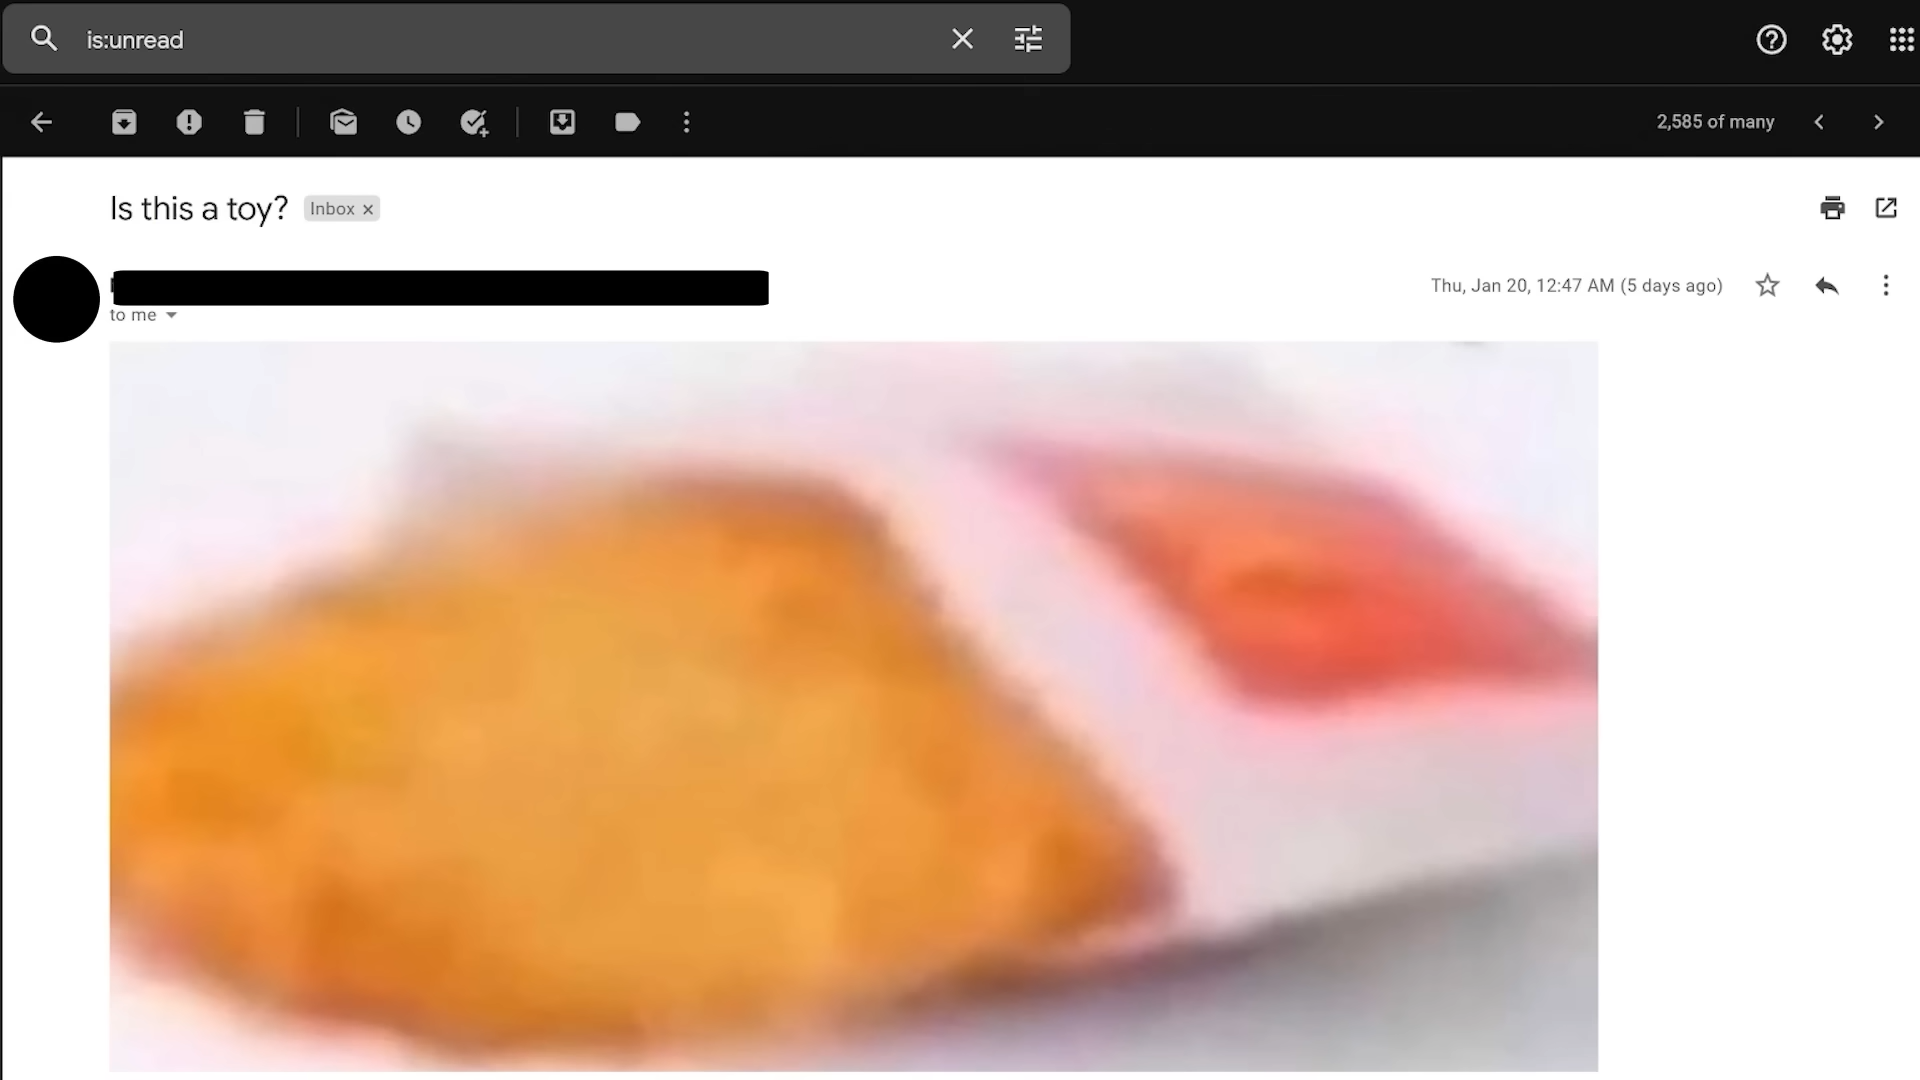 is:unread
2,585 of many
Is this a toy? Inbox x
Thu, Jan 20, 12:47 AM (5 days ago)
to me